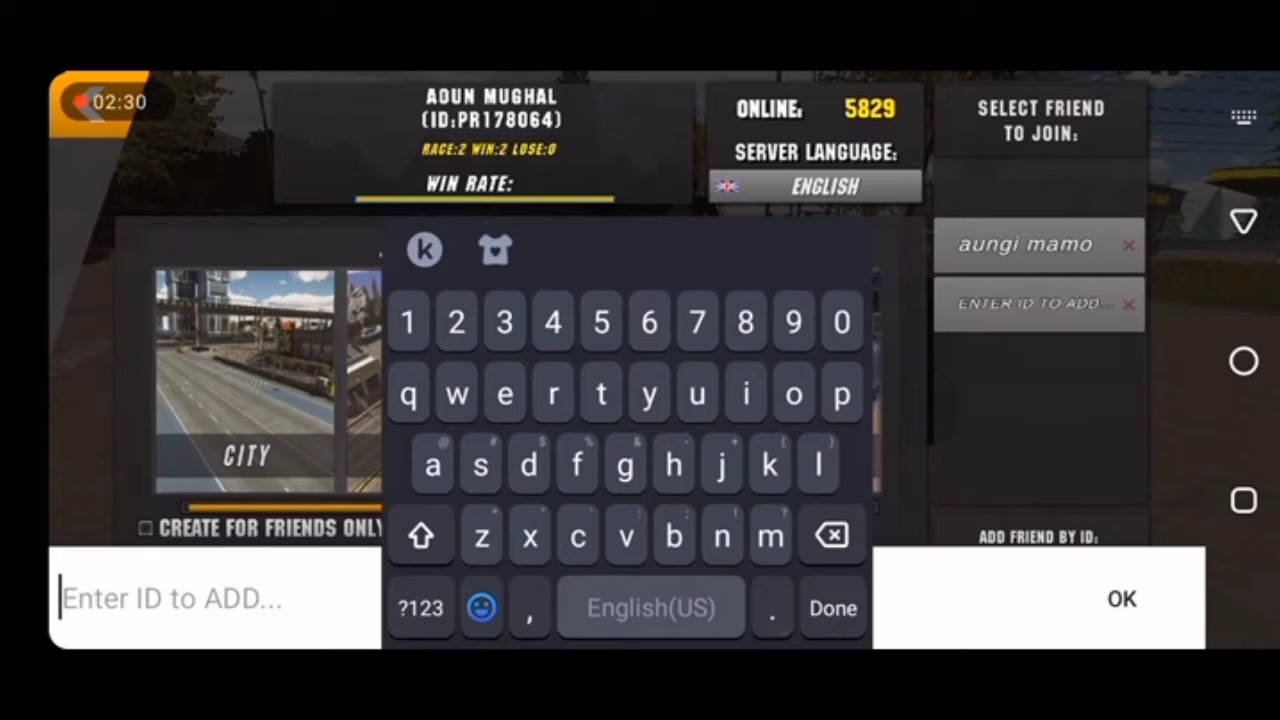 02:30
AOUN MUGHAL
(ID:PR178064)
RACE:2 WIN:2 LOSE:0
WIN RATE:
ONLINE: 5829
SERVER LANGUAGE:
ENGLISH
SELECT FRIEND
TO JOIN:
aungi mamo ×
ENTER ID TO ADD... ×
CITY
CREATE FOR FRIENDS ONLY
ADD FRIEND BY ID:
k
1 2 3 4 5 6 7 8 9 0
q w e r t y u i o p
@ # $ % & - + ( )
a s d f g h j k l
z x c v b n m
?123 , English(US) . Done
Enter ID to ADD...
OK